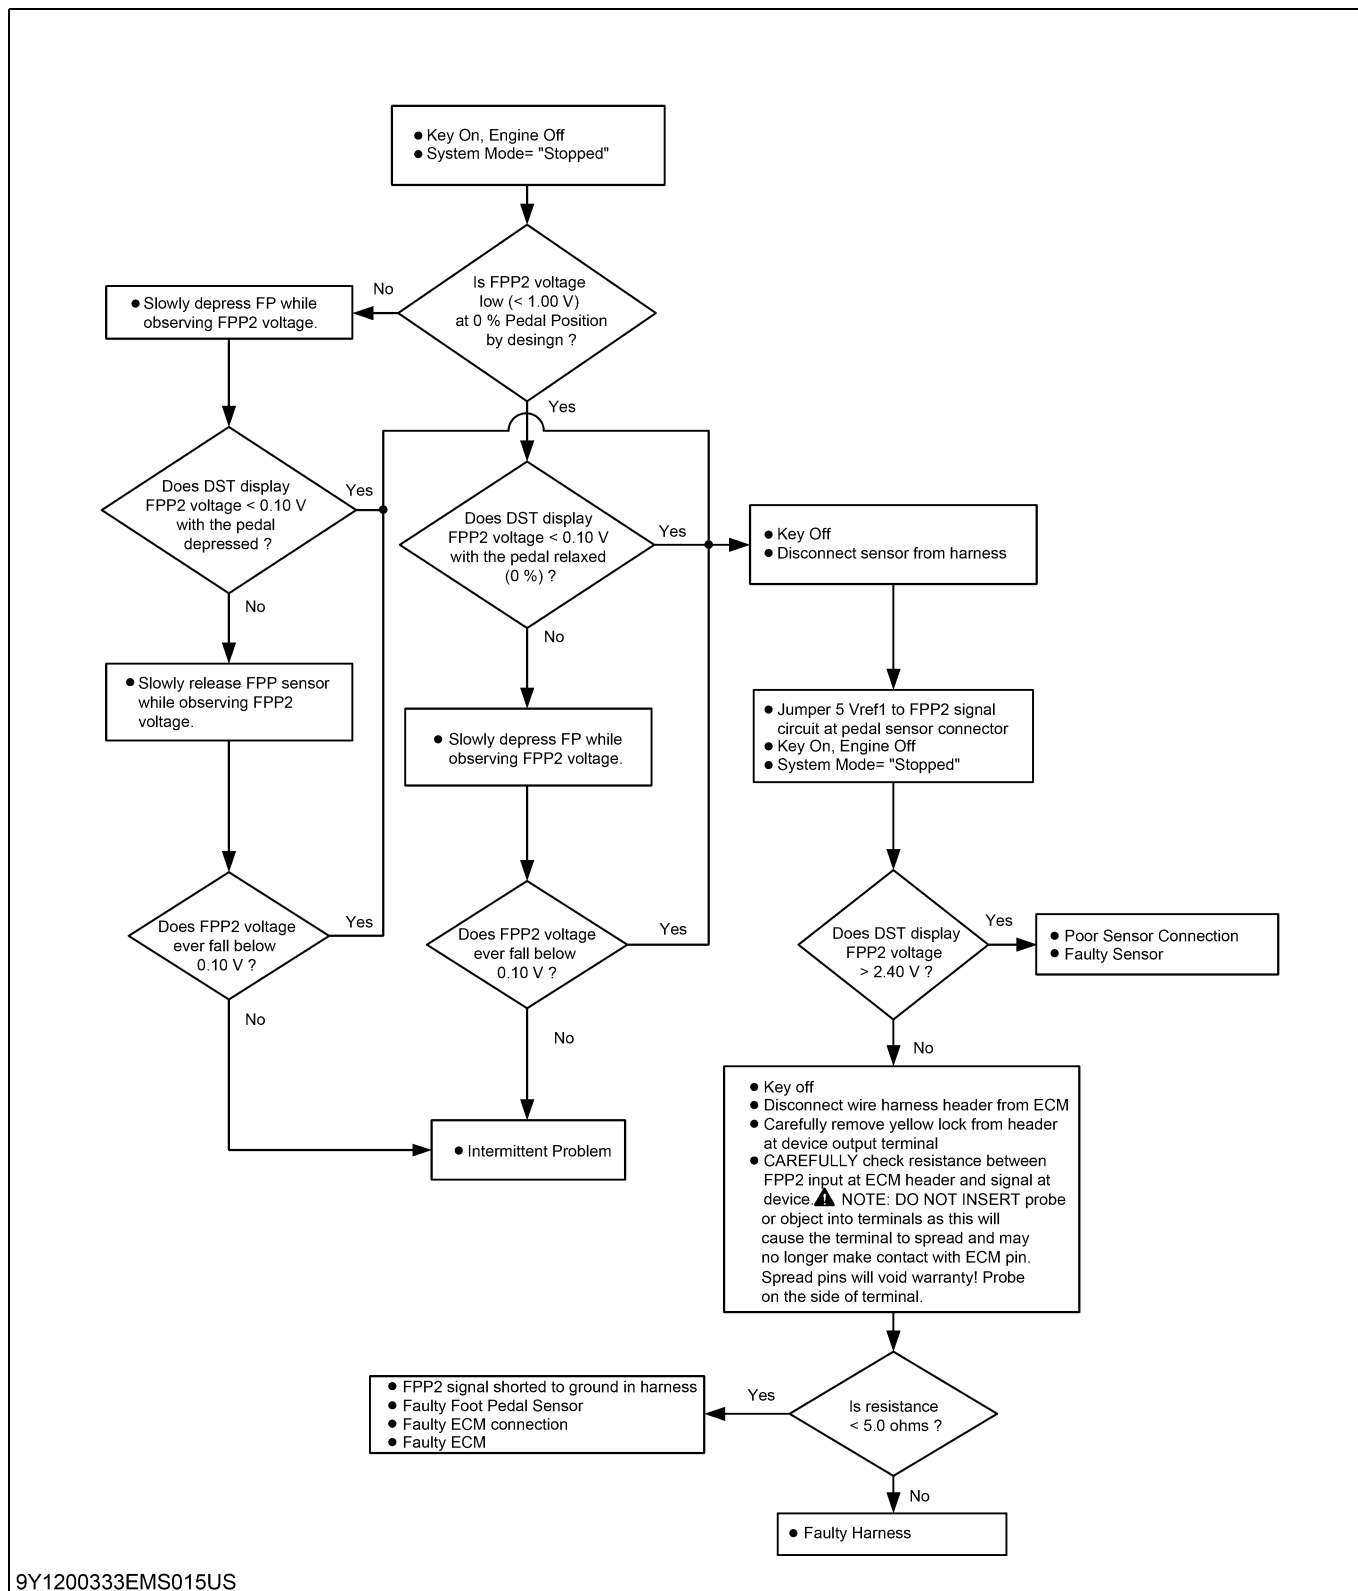 ● Key On, Engine Off
● System Mode= "Stopped"
Is FPP2 voltage
low (< 1.00 V)
at 0 % Pedal Position
by desingn ?
No
● Slowly depress FP while
observing FPP2 voltage.
Yes
Does DST display
FPP2 voltage < 0.10 V
with the pedal
depressed ?
Yes
No
Does DST display
FPP2 voltage < 0.10 V
with the pedal relaxed
(0 %) ?
Yes
No
● Key Off
● Disconnect sensor from harness
● Slowly release FPP sensor
while observing FPP2
voltage.
● Slowly depress FP while
observing FPP2 voltage.
● Jumper 5 Vref1 to FPP2 signal
circuit at pedal sensor connector
● Key On, Engine Off
● System Mode= "Stopped"
Does FPP2 voltage
ever fall below
0.10 V ?
Yes
No
Does FPP2 voltage
ever fall below
0.10 V ?
Yes
No
Does DST display
FPP2 voltage
> 2.40 V ?
Yes
● Poor Sensor Connection
● Faulty Sensor
No
● Intermittent Problem
● Key off
● Disconnect wire harness header from ECM
● Carefully remove yellow lock from header
at device output terminal
● CAREFULLY check resistance between
FPP2 input at ECM header and signal at
device. NOTE: DO NOT INSERT probe
or object into terminals as this will
cause the terminal to spread and may
no longer make contact with ECM pin.
Spread pins will void warranty! Probe
on the side of terminal.
Is resistance
< 5.0 ohms ?
Yes
● FPP2 signal shorted to ground in harness
● Faulty Foot Pedal Sensor
● Faulty ECM connection
● Faulty ECM
No
● Faulty Harness
9Y1200333EMS015US